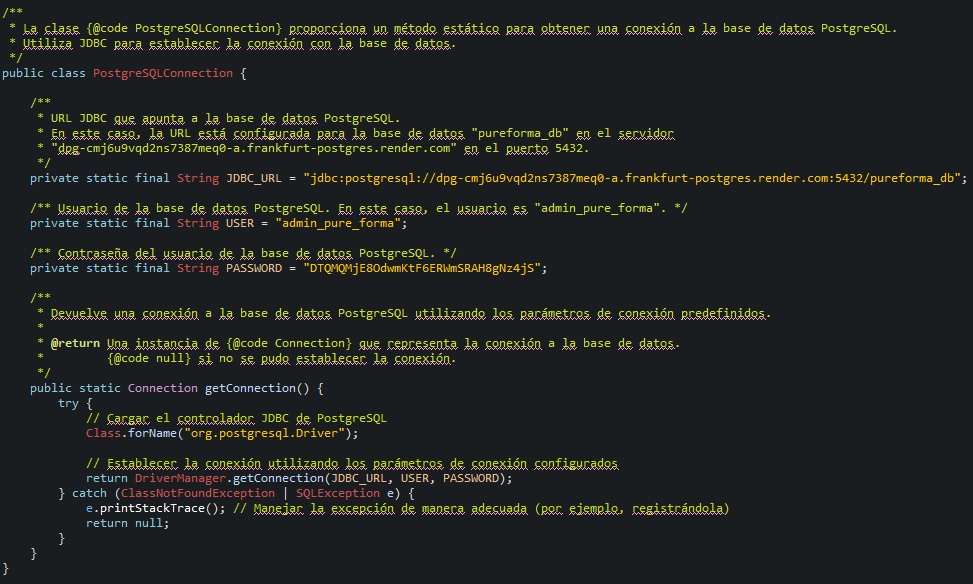 /**
 * La clase {@code PostgreSQLConnection} proporciona un método estático para obtener una conexión a la base de datos PostgreSQL.
 * Utiliza JDBC para establecer la conexión con la base de datos.
 */
public class PostgreSQLConnection {

    /**
     * URL JDBC que apunta a la base de datos PostgreSQL.
     * En este caso, la URL está configurada para la base de datos "pureforma_db" en el servidor
     * "dpg-cmj6u9vqd2ns7387meq0-a.frankfurt-postgres.render.com" en el puerto 5432.
     */
    private static final String JDBC_URL = "jdbc:postgresql://dpg-cmj6u9vqd2ns7387meq0-a.frankfurt-postgres.render.com:5432/pureforma_db";

    /** Usuario de la base de datos PostgreSQL. En este caso, el usuario es "admin_pure_forma". */
    private static final String USER = "admin_pure_forma";

    /** Contraseña del usuario de la base de datos PostgreSQL. */
    private static final String PASSWORD = "DTQMQMjE8OdwmKtF6ERWmSRAH8gNz4jS";

    /**
     * Devuelve una conexión a la base de datos PostgreSQL utilizando los parámetros de conexión predefinidos.
     *
     * @return Una instancia de {@code Connection} que representa la conexión a la base de datos.
     *         {@code null} si no se pudo establecer la conexión.
     */
    public static Connection getConnection() {
        try {
            // Cargar el controlador JDBC de PostgreSQL
            Class.forName("org.postgresql.Driver");

            // Establecer la conexión utilizando los parámetros de conexión configurados
            return DriverManager.getConnection(JDBC_URL, USER, PASSWORD);
        } catch (ClassNotFoundException | SQLException e) {
            e.printStackTrace(); // Manejar la excepción de manera adecuada (por ejemplo, registrándola)
            return null;
        }
    }
}